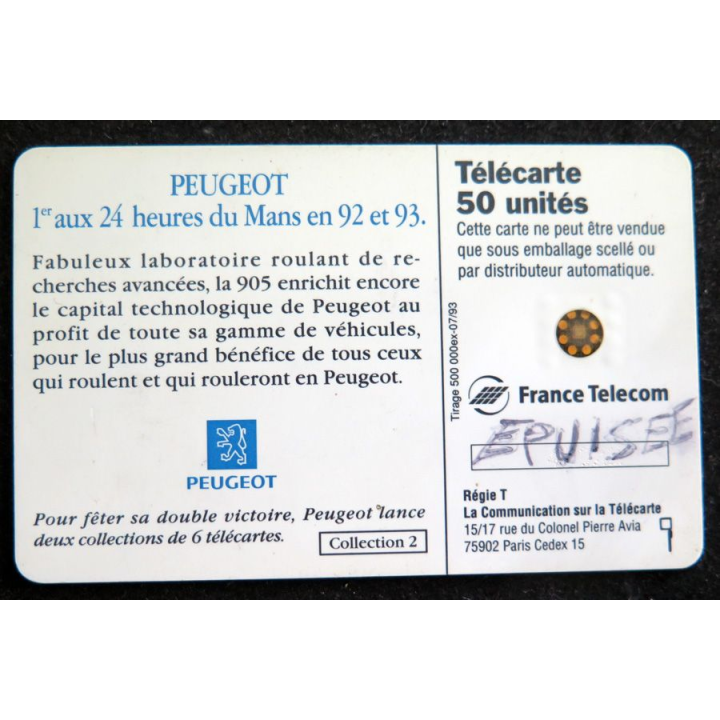 PEUGEOT
1er aux 24 heures du Mans en 92 et 93.
Fabuleux laboratoire roulant de re-
cherches avancées, la 905 enrichit encore
le capital technologique de Peugeot au
profit de toute sa gamme de véhicules,
pour le plus grand bénéfice de tous ceux
qui roulent et qui rouleront en Peugeot.
PEUGEOT
Pour fêter sa double victoire, Peugeot lance
deux collections de 6 télécartes.
Collection 2
Télécarte
50 unités
Cette carte ne peut être vendue
que sous emballage scellé ou
par distributeur automatique.
Tirage 500 000ex-07/93
France Telecom
EPUISEE
Régie T
La Communication sur la Télécarte
15/17 rue du Colonel Pierre Avia
75902 Paris Cedex 15
9